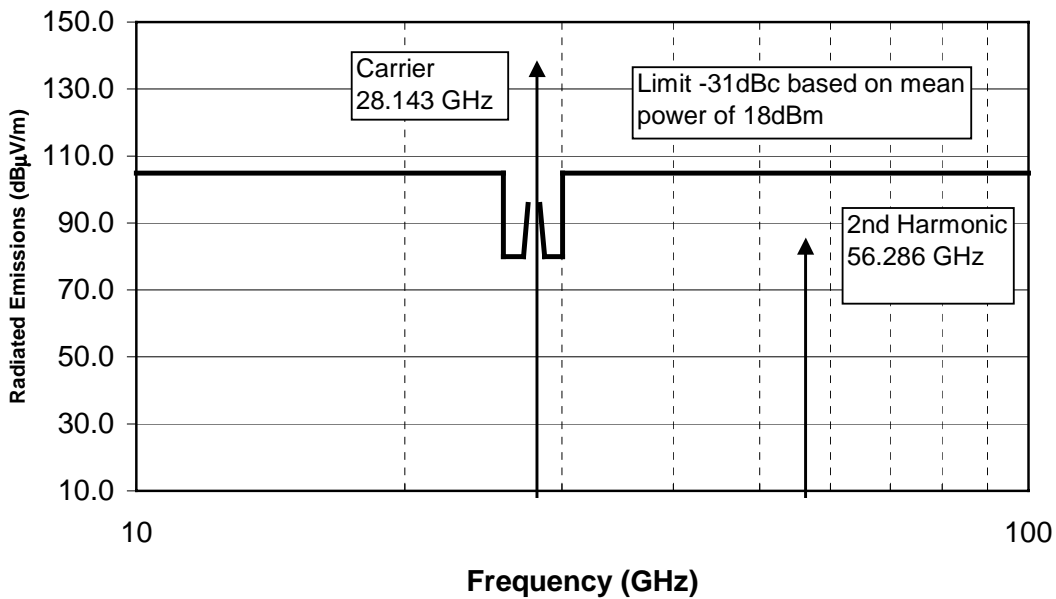 150.0
130.0
110.0
90.0
70.0
50.0
30.0
10.0
Radiated Emissions (dBμV/m)
Carrier
28.143 GHz
Limit -31dBc based on mean
power of 18dBm
2nd Harmonic
56.286 GHz
10
100
Frequency (GHz)